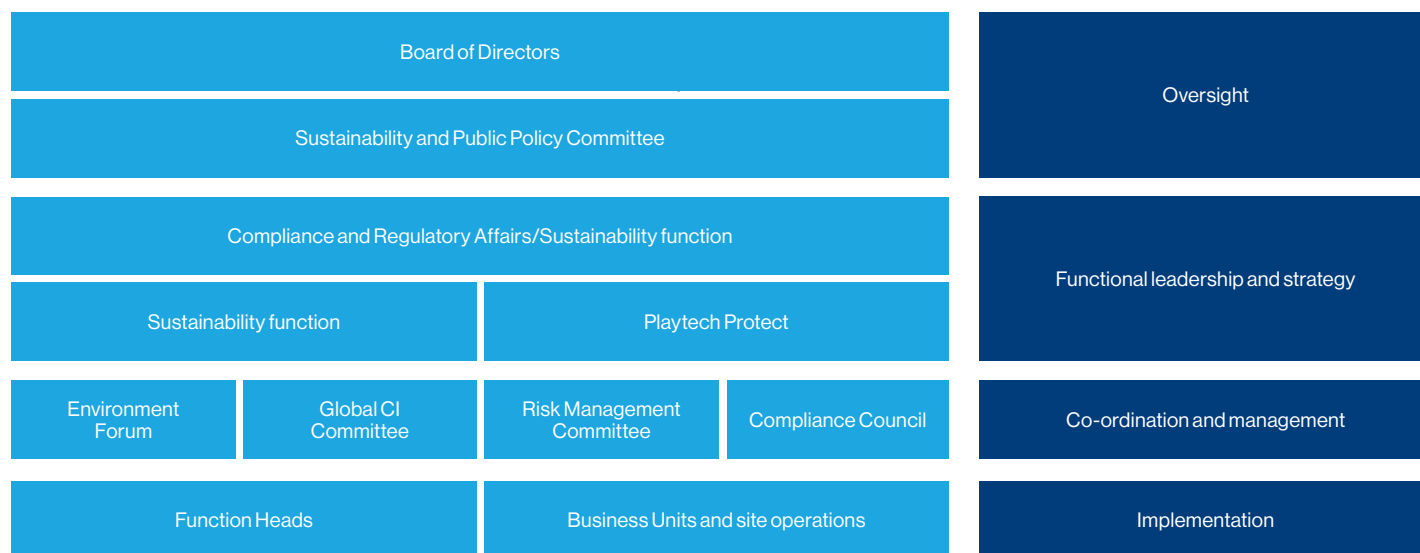 Board of Directors
Sustainability and Public Policy Committee
Oversight
Compliance and Regulatory Affairs/Sustainability function
Sustainability function
Playtech Protect
Functional leadership and strategy
Environment
Forum
Global CI
Committee
Risk Management
Committee
Compliance Council
Co-ordination and management
Function Heads
Business Units and site operations
Implementation